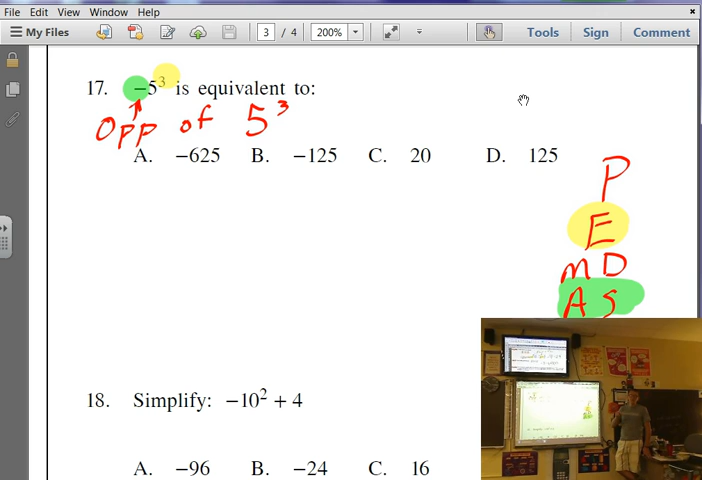 File Edit View Window Help
My Files 3 / 4 200% Tools Sign Comment
17. −5³ is equivalent to:
OPP of 5³
A. −625 B. −125 C. 20 D. 125
P
E
M D
A S
18. Simplify: −10² + 4
A. −96 B. −24 C. 16